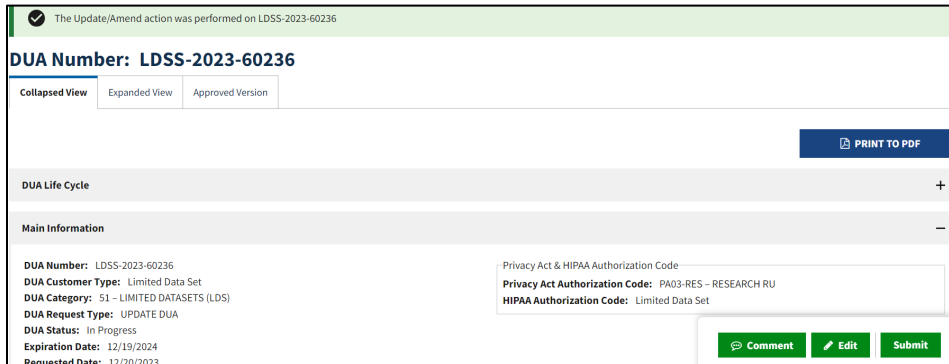 The Update/Amend action was performed on LDSS-2023-60236
DUA Number: LDSS-2023-60236
Collapsed View
Expanded View
Approved Version
PRINT TO PDF
DUA Life Cycle
Main Information
DUA Number: LDSS-2023-60236
DUA Customer Type: Limited Data Set
DUA Category: 51 – LIMITED DATASETS (LDS)
DUA Request Type: UPDATE DUA
DUA Status: In Progress
Expiration Date: 12/19/2024
Requested Date: 12/20/2023
Privacy Act & HIPAA Authorization Code
Privacy Act Authorization Code: PA03-RES – RESEARCH RU
HIPAA Authorization Code: Limited Data Set
Comment
Edit
Submit